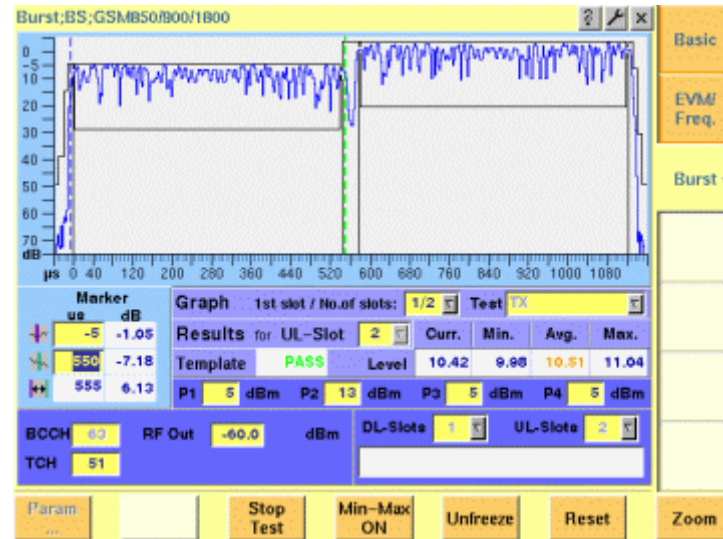 Burst;BS;GSM850/900/1800 ? x
Basic
EVM/
Freq.
Burst
0
-5
10
20
30
40
50
60
70
dB
µs 0 40 120 200 280 360 440 520 600 680 760 840 920 1000 1080
Marker
us dB
-5 -1.05
550 -7.18
555 6.13
Graph 1st slot / No.of slots: 1/2 Test TX
Results for UL-Slot 2 Curr. Min. Avg. Max.
Template PASS Level 10.42 9.98 10.51 11.04
P1 5 dBm P2 13 dBm P3 5 dBm P4 5 dBm
BCCH 63 RF Out -60.0 dBm
TCH 51
DL-Slots 1 UL-Slots 2
Param
...
Stop
Test
Min-Max
ON
Unfreeze
Reset
Zoom